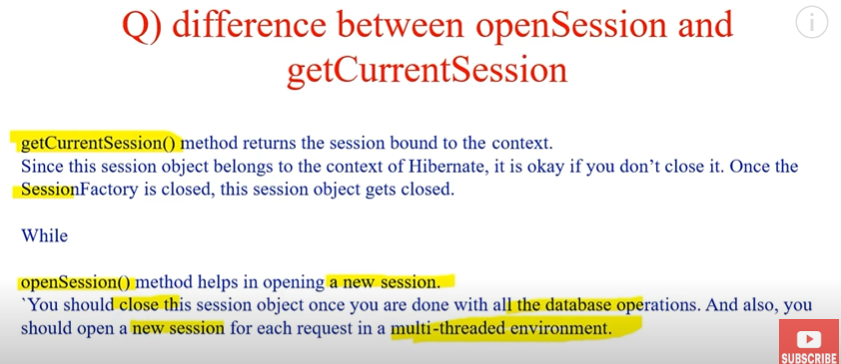 Q) difference between openSession and
getCurrentSession
getCurrentSession() method returns the session bound to the context.
Since this session object belongs to the context of Hibernate, it is okay if you don’t close it. Once the
SessionFactory is closed, this session object gets closed.
While
openSession() method helps in opening a new session.
`You should close this session object once you are done with all the database operations. And also, you
should open a new session for each request in a multi-threaded environment.
SUBSCRIBE